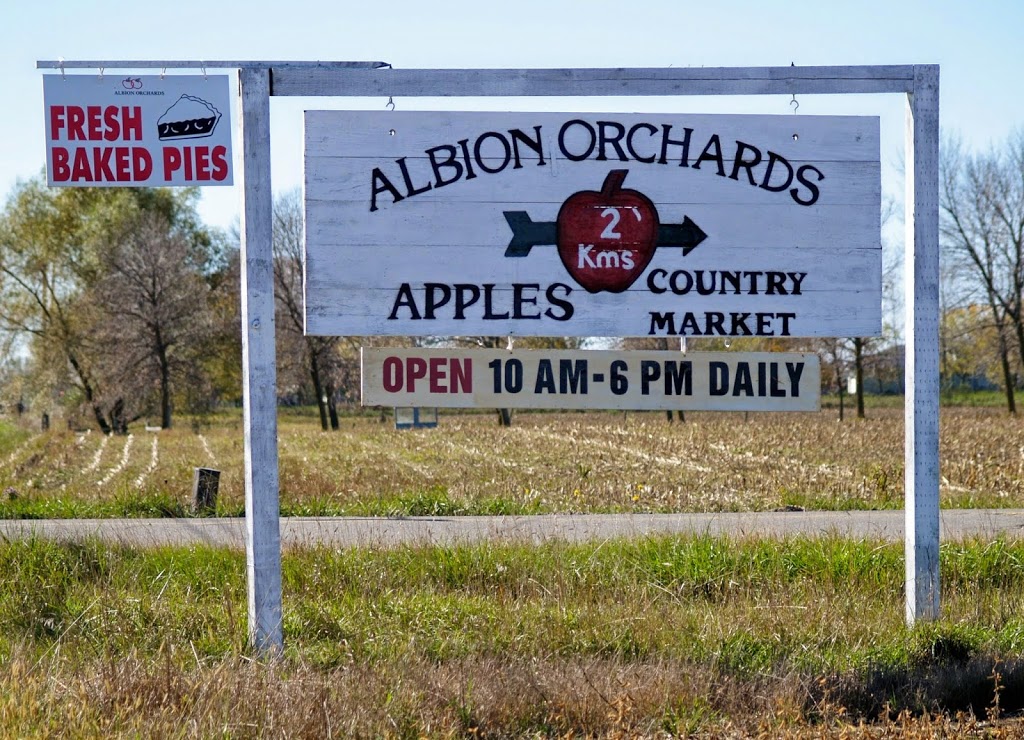 ALBION ORCHARDS
FRESH
BAKED PIES
ALBION ORCHARDS
2
Kms
APPLES
COUNTRY
MARKET
OPEN 10 AM-6 PM DAILY